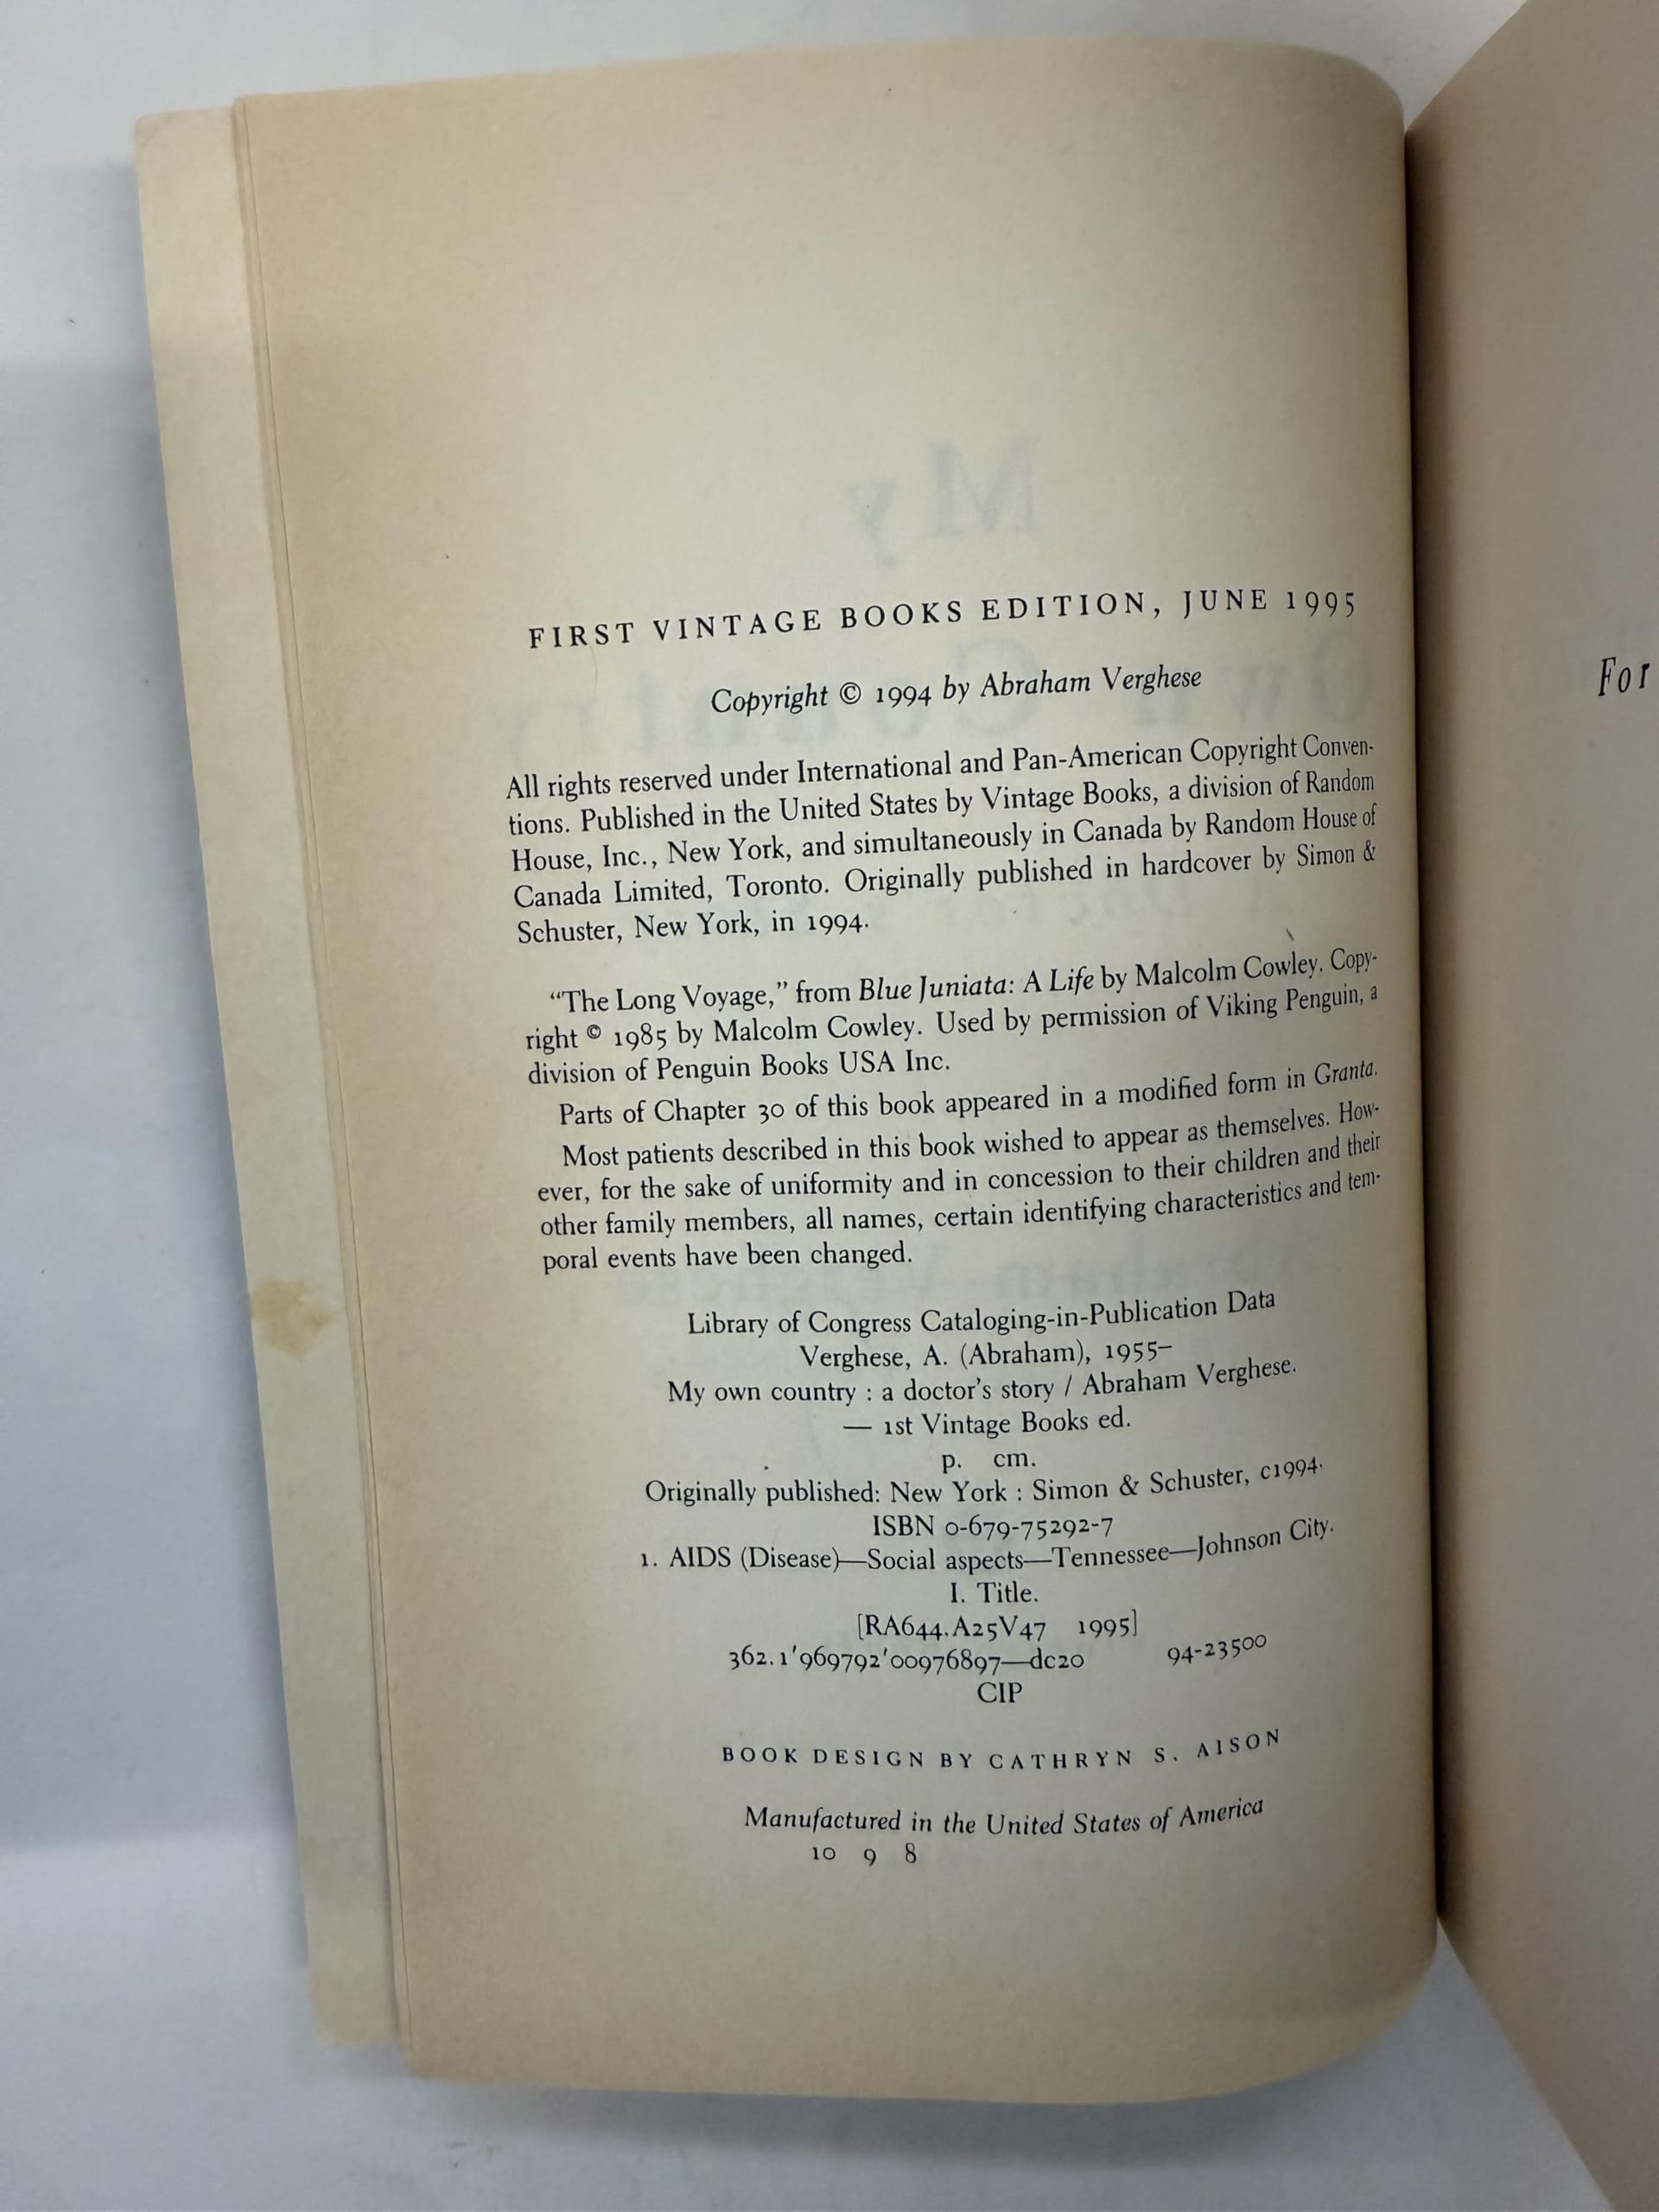 FIRST VINTAGE BOOKS EDITION, JUNE 1995
Copyright © 1994 by Abraham Verghese
All rights reserved under International and Pan-American Copyright Conven-
tions. Published in the United States by Vintage Books, a division of Random
House, Inc., New York, and simultaneously in Canada by Random House of
Canada Limited, Toronto. Originally published in hardcover by Simon &
Schuster, New York, in 1994.
“The Long Voyage,” from Blue Juniata: A Life by Malcolm Cowley. Copy-
right © 1985 by Malcolm Cowley. Used by permission of Viking Penguin, a
division of Penguin Books USA Inc.
Parts of Chapter 30 of this book appeared in a modified form in Granta.
Most patients described in this book wished to appear as themselves. How-
ever, for the sake of uniformity and in concession to their children and their
other family members, all names, certain identifying characteristics and tem-
poral events have been changed.
Library of Congress Cataloging-in-Publication Data
Verghese, A. (Abraham), 1955–
My own country : a doctor’s story / Abraham Verghese.
— 1st Vintage Books ed.
p. cm.
Originally published: New York : Simon & Schuster, c1994.
ISBN 0-679-75292-7
1. AIDS (Disease)—Social aspects—Tennessee—Johnson City.
I. Title.
[RA644.A25V47 1995]
362.1′969792′00976897—dc20 94-23500
CIP
BOOK DESIGN BY CATHRYN S. AISON
Manufactured in the United States of America
10 9 8
For